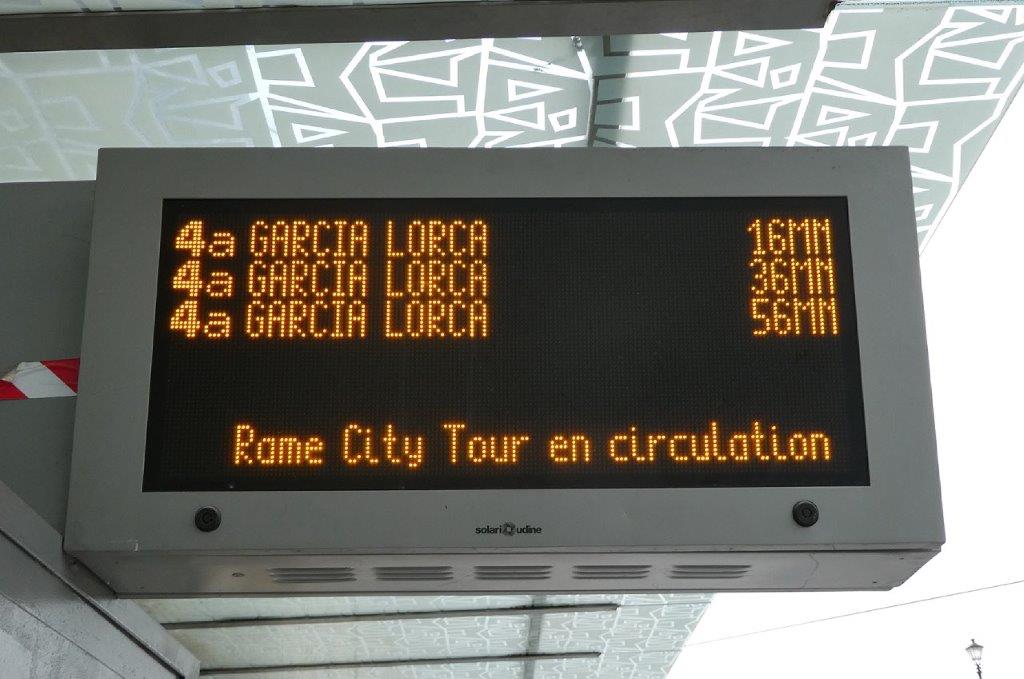 4a GARCIA LORCA 16MN
4a GARCIA LORCA 36MN
4a GARCIA LORCA 56MN
Rame City Tour en circulation
solari udine